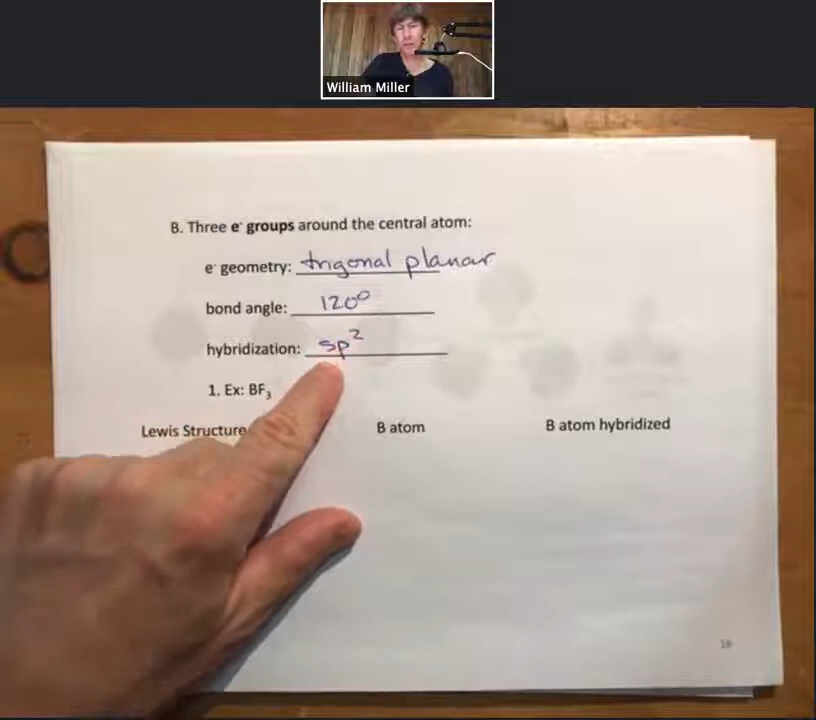 William Miller
B. Three e⁻ groups around the central atom:
e⁻ geometry: trigonal planar
bond angle: 120°
hybridization: sp²
1. Ex: BF₃
Lewis Structure B atom B atom hybridized
16